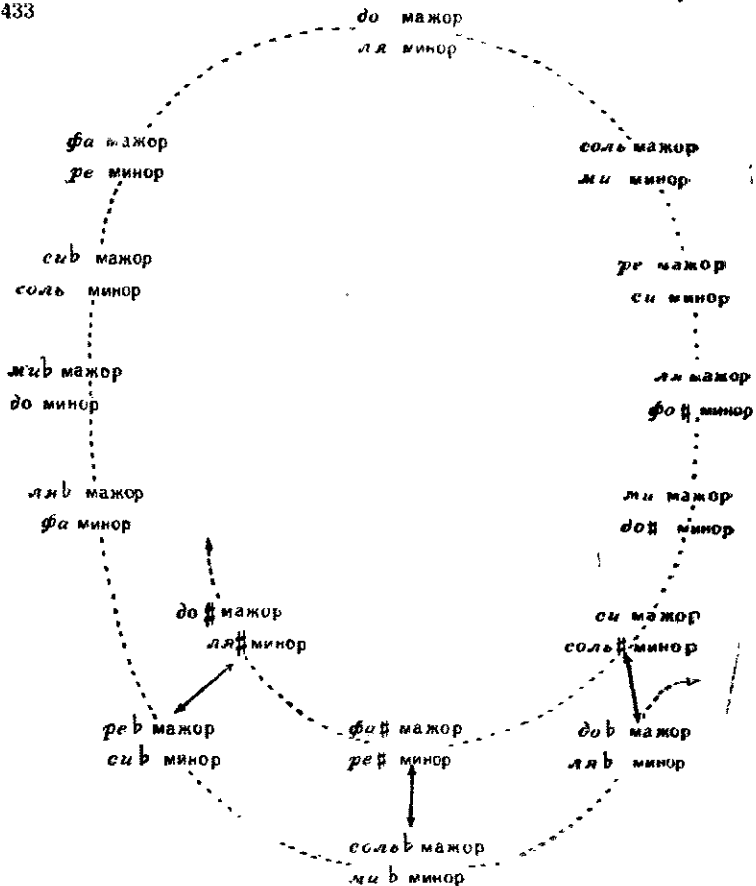 433
до мажор
ля минор
фа мажор
ре минор
соль мажор
ми минор
си♭ мажор
соль минор
ре мажор
си минор
ми♭ мажор
до минор
ля мажор
фа♯ минор
ля♭ мажор
фа минор
ми мажор
до♯ минор
до♯ мажор
ля♯ минор
си мажор
соль♯ минор
ре♭ мажор
си♭ минор
фа♯ мажор
ре♯ минор
до♭ мажор
ля♭ минор
соль♭ мажор
ми♭ минор